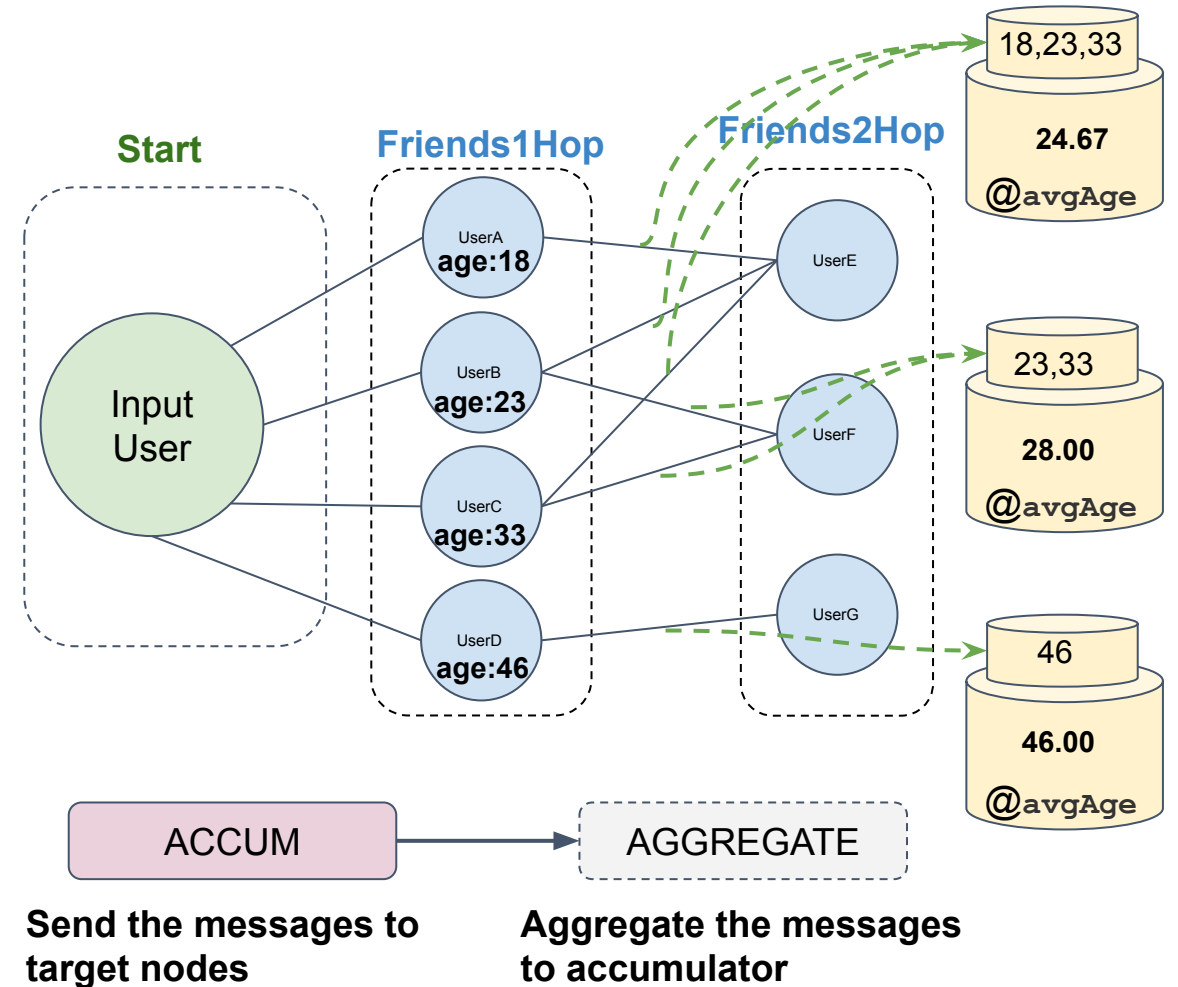 Start
Friends1Hop
Friends2Hop
Input
User
UserA
age:18
UserB
age:23
UserC
age:33
UserD
age:46
UserE
UserF
UserG
18,23,33
24.67
@avgAge
23,33
28.00
@avgAge
46
46.00
@avgAge
ACCUM
AGGREGATE
Send the messages to
target nodes
Aggregate the messages
to accumulator